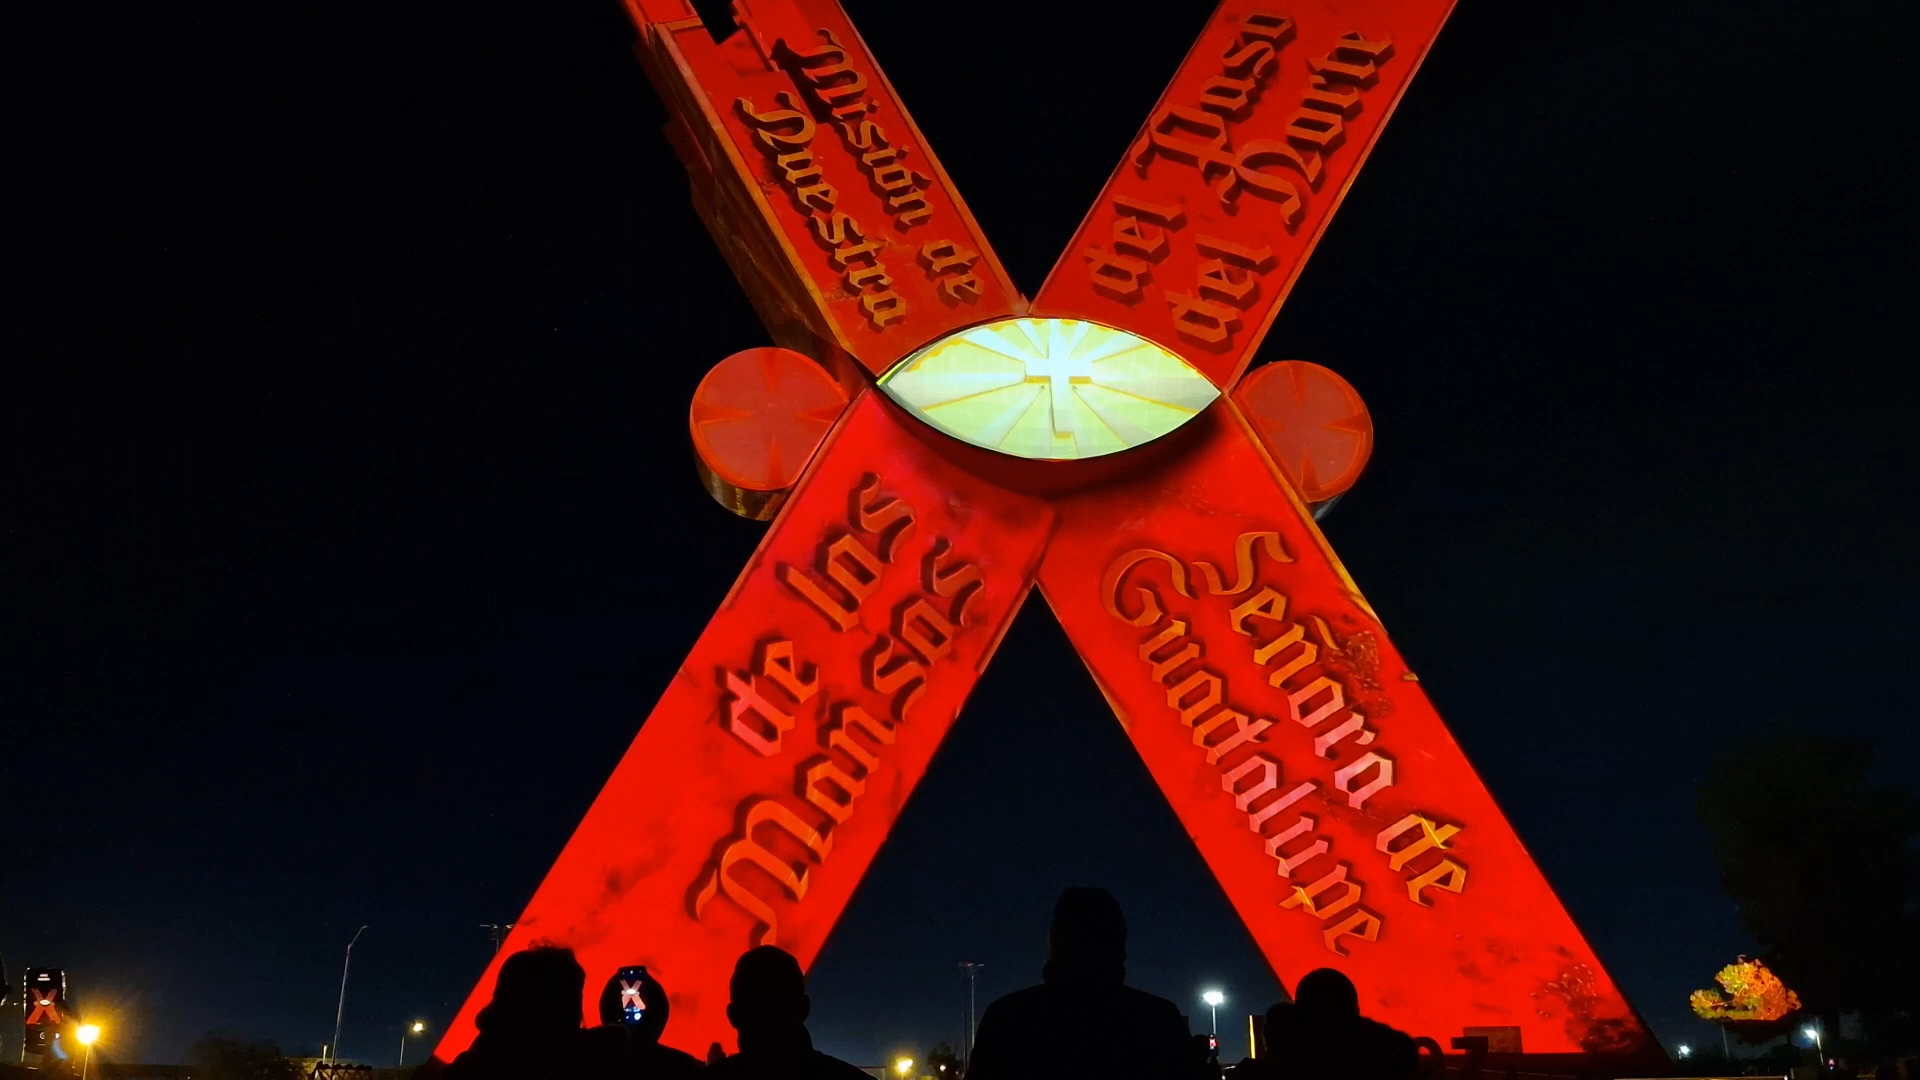 Misión de
Nuestra
Señora de
Guadalupe
de los
Mansos
del Paso
del Norte